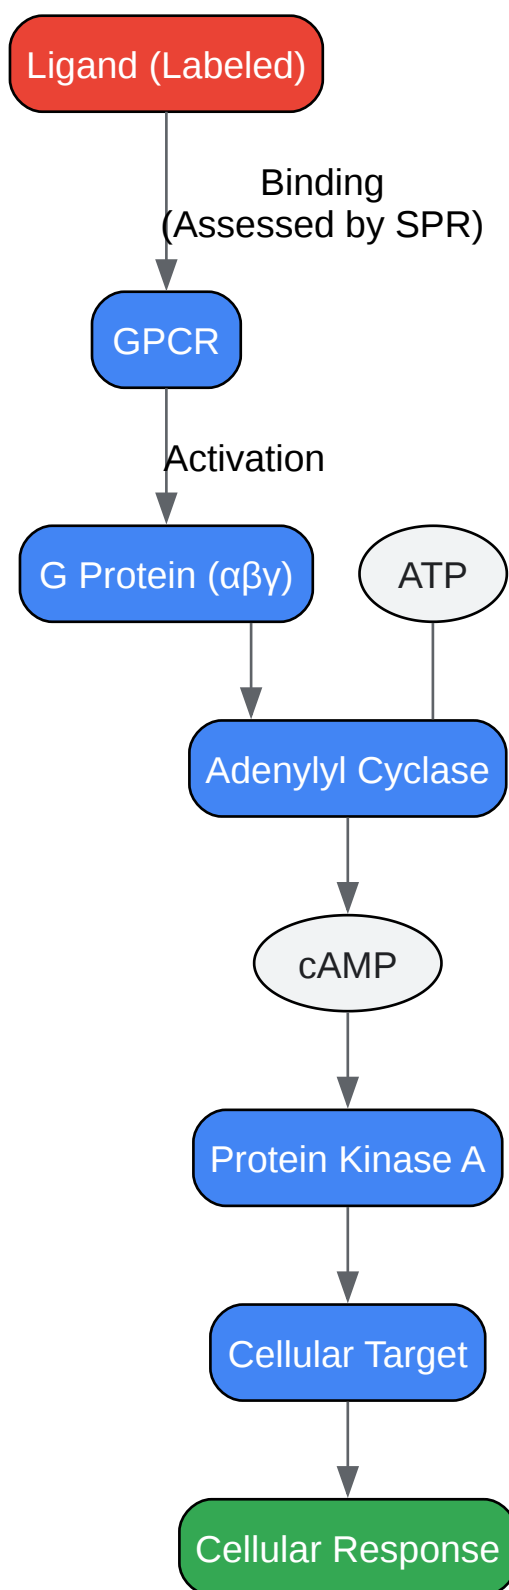 Ligand (Labeled)
Binding
(Assessed by SPR)
GPCR
Activation
G Protein (αβγ)
ATP
Adenylyl Cyclase
cAMP
Protein Kinase A
Cellular Target
Cellular Response